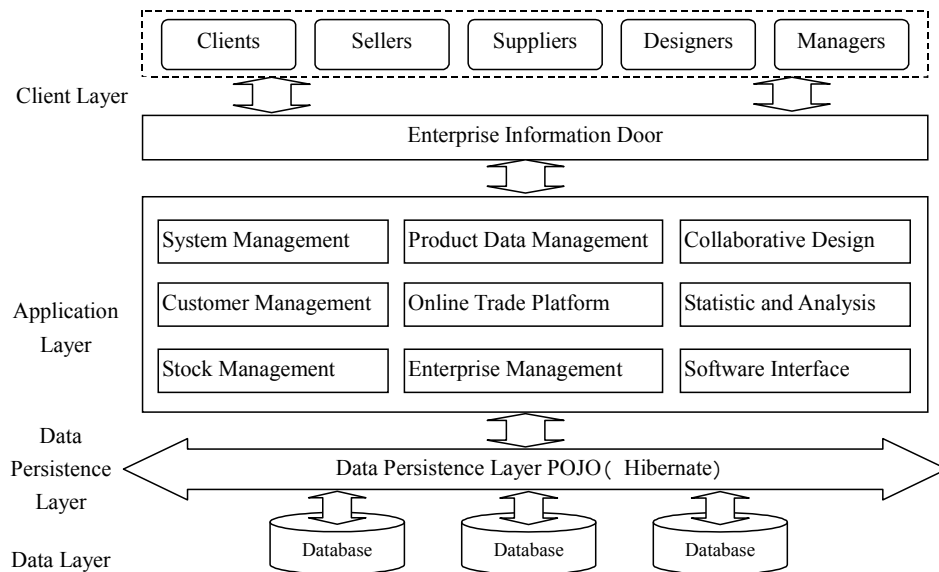 Clients
Sellers
Suppliers
Designers
Managers
Client Layer
Enterprise Information Door
System Management
Product Data Management
Collaborative Design
Application
Layer
Customer Management
Online Trade Platform
Statistic and Analysis
Stock Management
Enterprise Management
Software Interface
Data
Persistence
Layer
Data Persistence Layer POJO( Hibernate)
Database
Database
Database
Data Layer